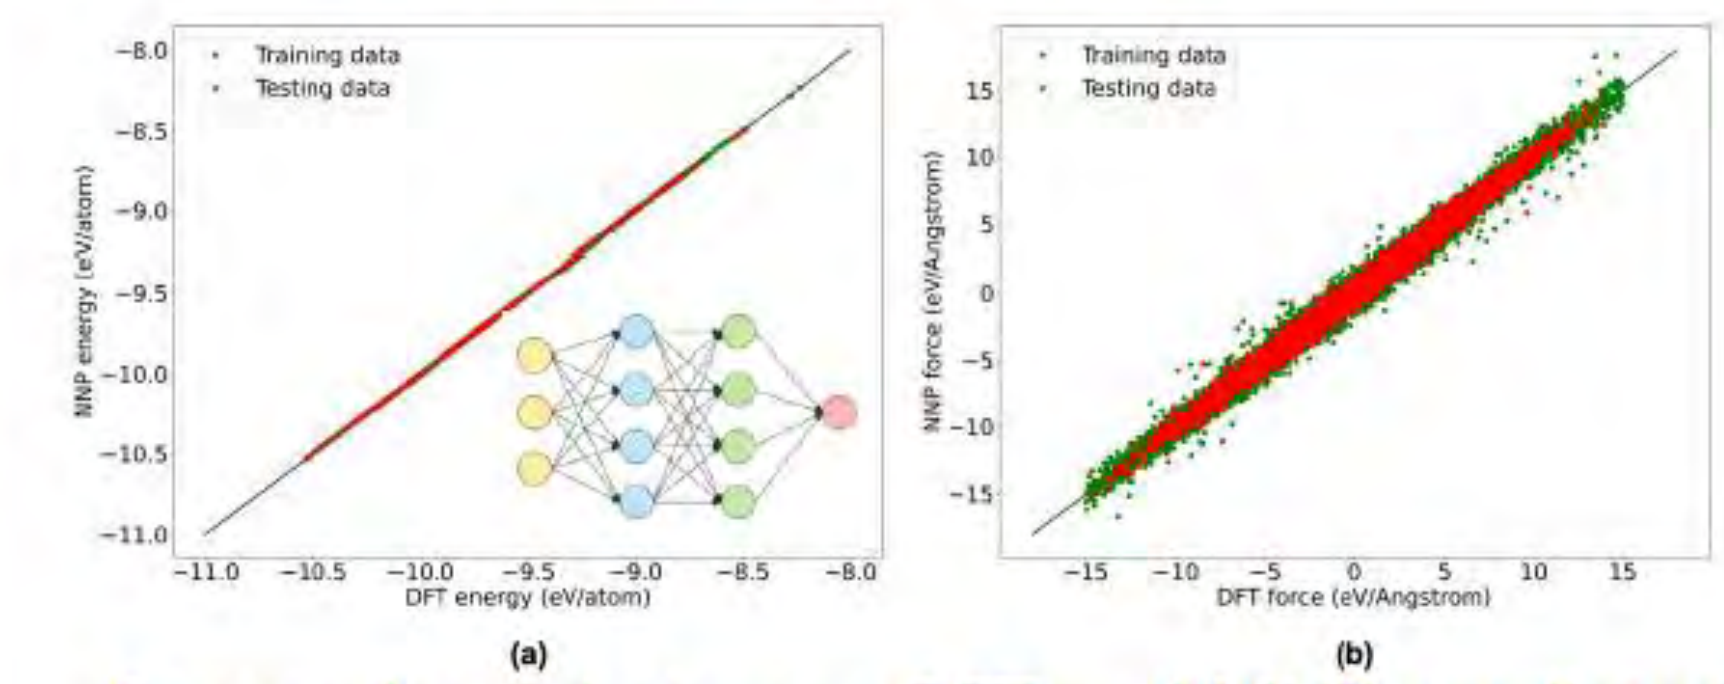 Training data
Testing data
−8.0
−8.5
−9.0
−9.5
−10.0
−10.5
−11.0
NNP energy (eV/atom)
−11.0 −10.5 −10.0 −9.5 −9.0 −8.5 −8.0
DFT energy (eV/atom)
(a)
Training data
Testing data
15
10
5
0
−5
−10
−15
NNP force (eV/Angstrom)
−15 −10 −5 0 5 10 15
DFT force (eV/Angstrom)
(b)